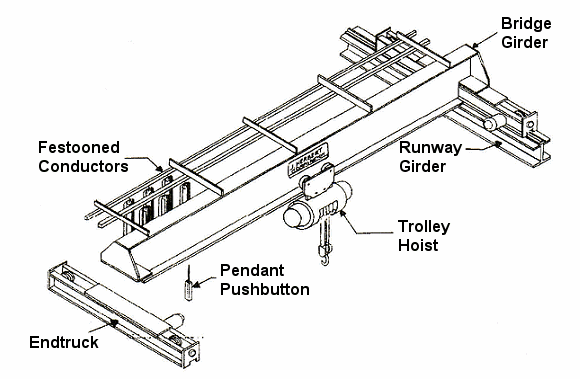 Bridge
Girder
Festooned
Conductors
Runway
Girder
Trolley
Hoist
Pendant
Pushbutton
Endtruck